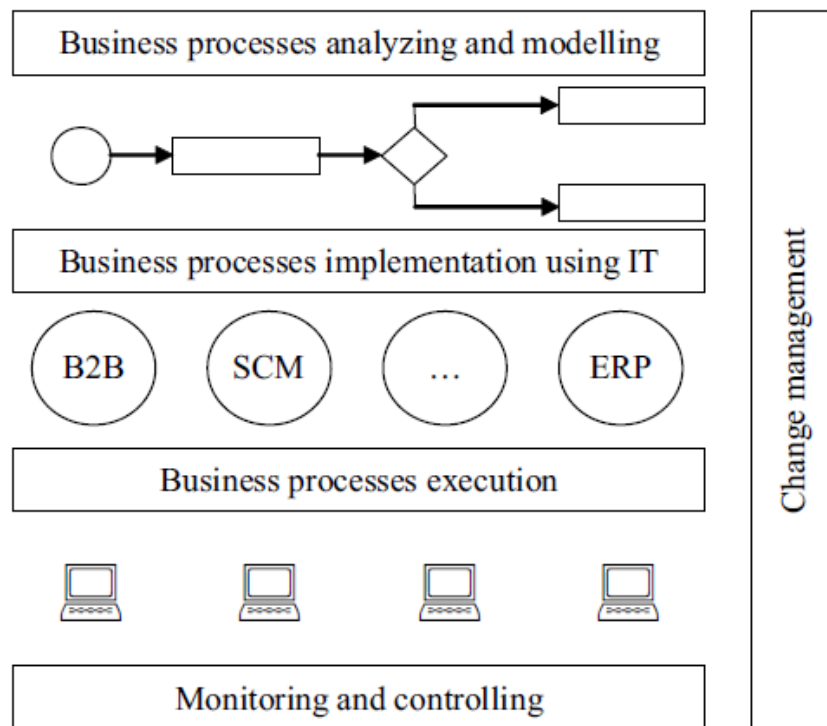 Business processes analyzing and modelling
Business processes implementation using IT
B2B
SCM
...
ERP
Business processes execution
Monitoring and controlling
Change management